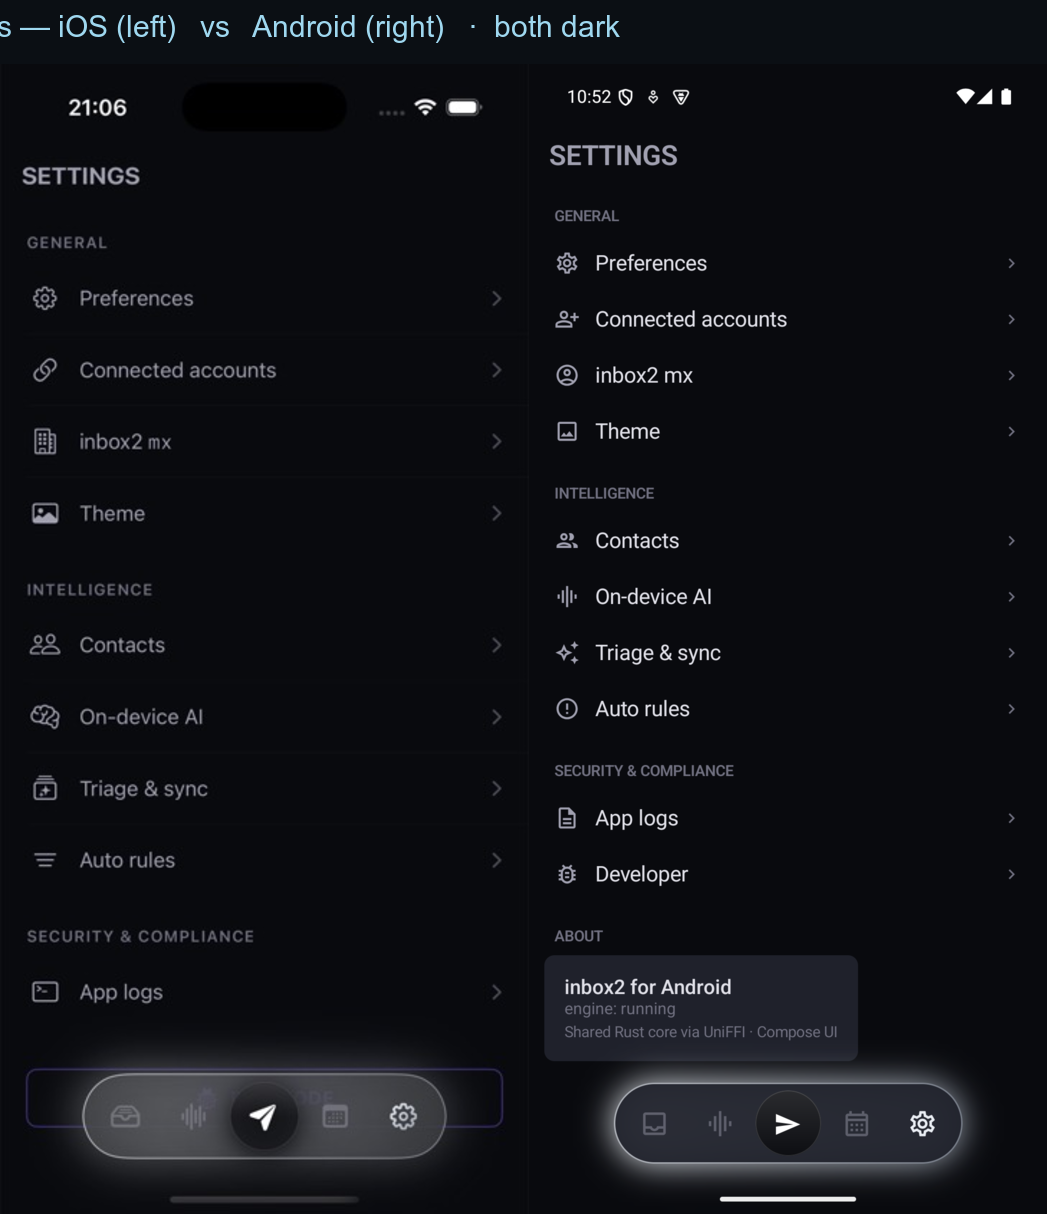 s — iOS (left) vs Android (right) · both dark
21:06
SETTINGS
GENERAL
Preferences
Connected accounts
inbox2 mx
Theme
INTELLIGENCE
Contacts
On-device AI
Triage & sync
Auto rules
SECURITY & COMPLIANCE
App logs
10:52
SETTINGS
GENERAL
Preferences
Connected accounts
inbox2 mx
Theme
INTELLIGENCE
Contacts
On-device AI
Triage & sync
Auto rules
SECURITY & COMPLIANCE
App logs
Developer
ABOUT
inbox2 for Android
engine: running
Shared Rust core via UniFFI · Compose UI